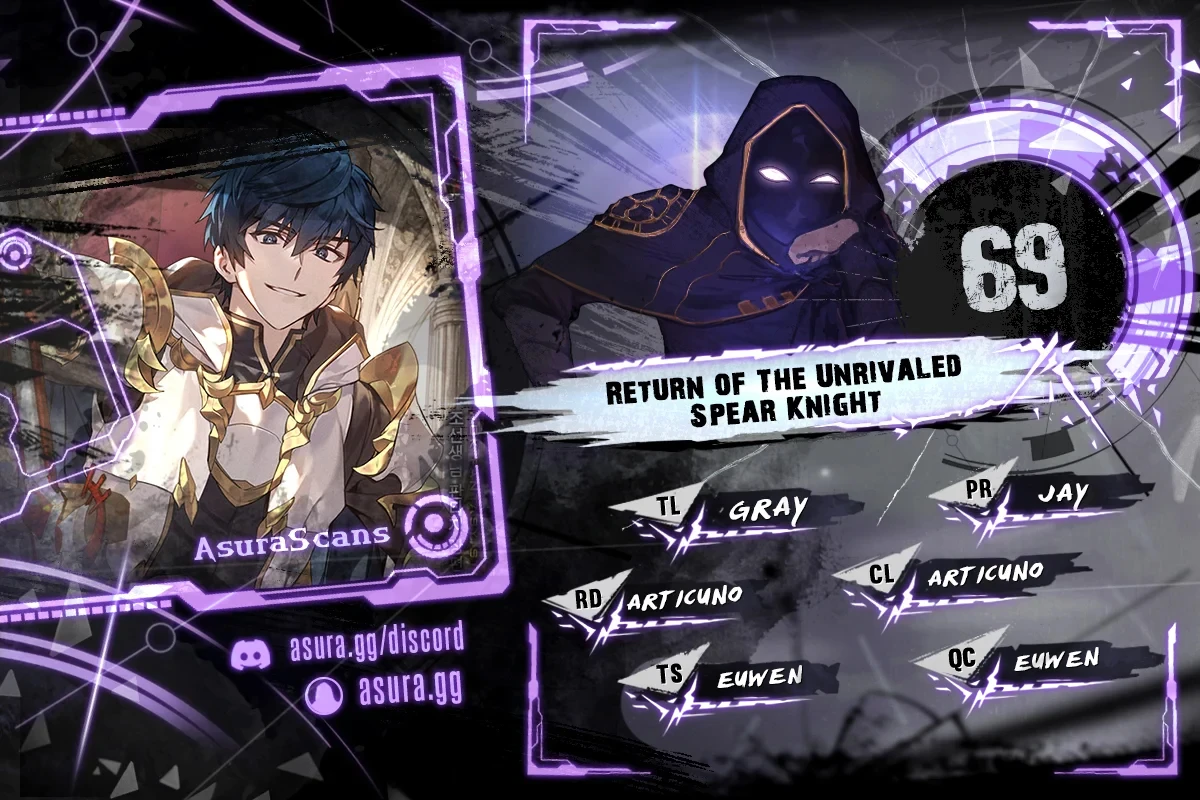 69
RETURN OF THE UNRIVALED
SPEAR KNIGHT
TL GRAY
PR JAY
RD ARTICUNO
CL ARTICUNO
TS EUWEN
QC EUWEN
AsuraScans
asura.gg/discord
asura.gg